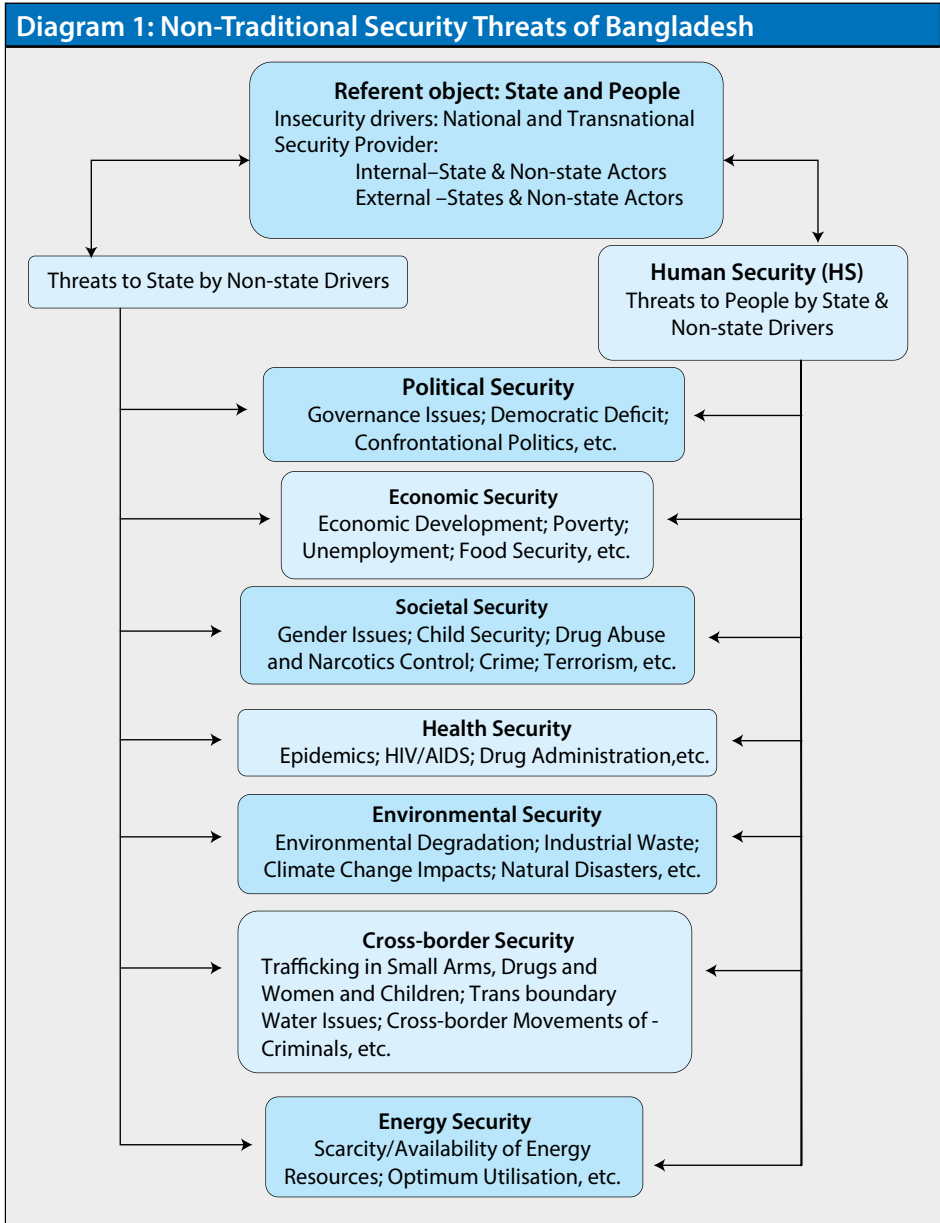 Diagram 1: Non-Traditional Security Threats of Bangladesh
Referent object: State and People
Insecurity drivers: National and Transnational
Security Provider:
Internal–State & Non-state Actors
External –States & Non-state Actors
Threats to State by Non-state Drivers
Human Security (HS)
Threats to People by State &
Non-state Drivers
Political Security
Governance Issues; Democratic Deficit;
Confrontational Politics, etc.
Economic Security
Economic Development; Poverty;
Unemployment; Food Security, etc.
Societal Security
Gender Issues; Child Security; Drug Abuse
and Narcotics Control; Crime; Terrorism, etc.
Health Security
Epidemics; HIV/AIDS; Drug Administration,etc.
Environmental Security
Environmental Degradation; Industrial Waste;
Climate Change Impacts; Natural Disasters, etc.
Cross-border Security
Trafficking in Small Arms, Drugs and
Women and Children; Trans boundary
Water Issues; Cross-border Movements of -
Criminals, etc.
Energy Security
Scarcity/Availability of Energy
Resources; Optimum Utilisation, etc.